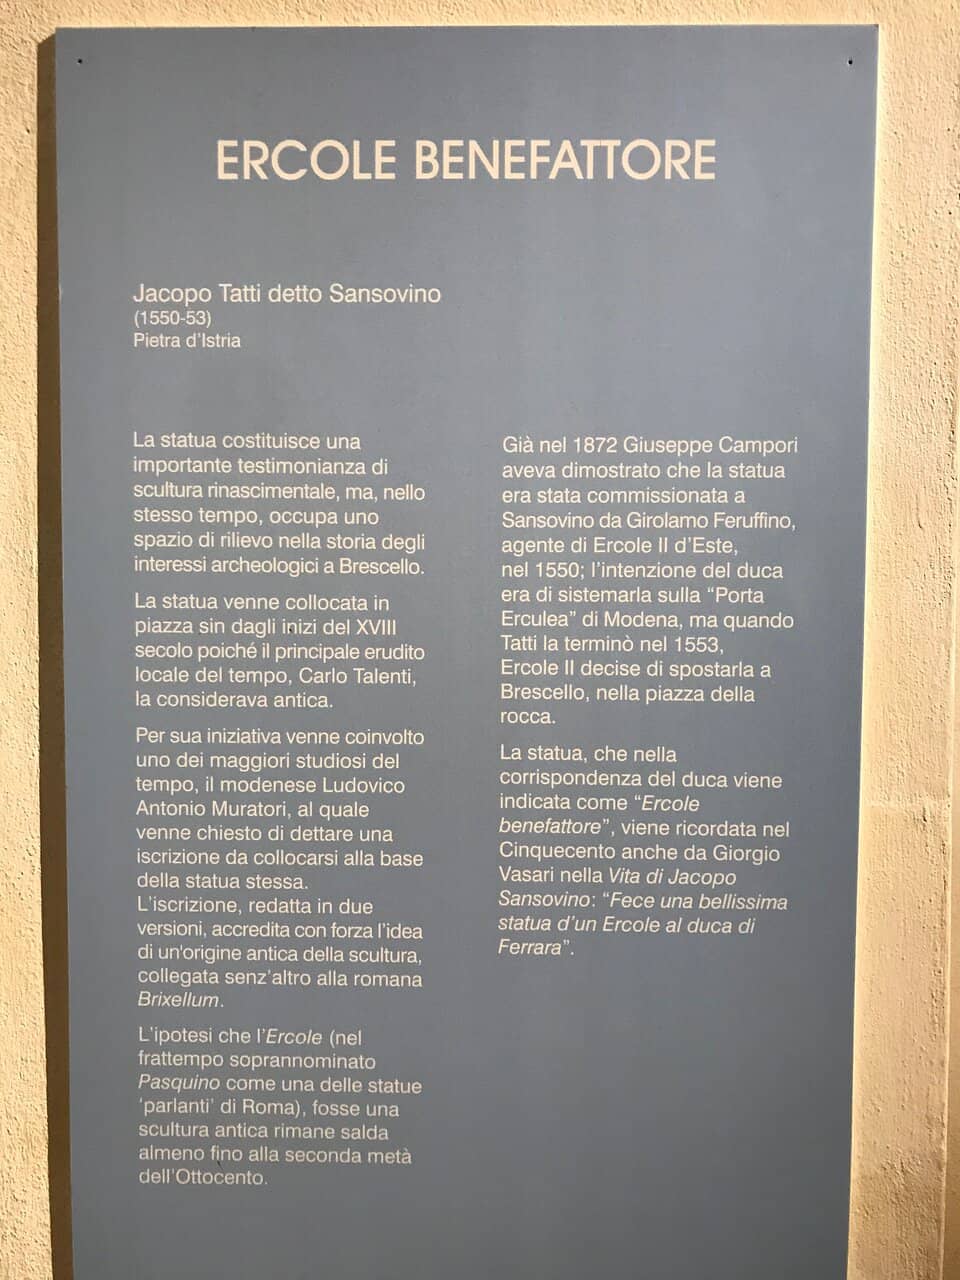 ERCOLE BENEFATTORE
Jacopo Tatti detto Sansovino
(1550-53)
Pietra d'Istria
La statua costituisce una
importante testimonianza di
scultura rinascimentale, ma, nello
stesso tempo, occupa uno
spazio di rilievo nella storia degli
interessi archeologici a Brescello.
La statua venne collocata in
piazza sin dagli inizi del XVIII
secolo poiché il principale erudito
locale del tempo, Carlo Talenti,
la considerava antica.
Per sua iniziativa venne coinvolto
uno dei maggiori studiosi del
tempo, il modenese Ludovico
Antonio Muratori, al quale
venne chiesto di dettare una
iscrizione da collocarsi alla base
della statua stessa.
L'iscrizione, redatta in due
versioni, accredita con forza l'idea
di un'origine antica della scultura,
collegata senz'altro alla romana
Brixellum.
L'ipotesi che l'Ercole (nel
frattempo soprannominato
Pasquino come una delle statue
'parlanti' di Roma), fosse una
scultura antica rimane salda
almeno fino alla seconda metà
dell'Ottocento.
Già nel 1872 Giuseppe Campori
aveva dimostrato che la statua
era stata commissionata a
Sansovino da Girolamo Feruffino,
agente di Ercole II d'Este,
nel 1550; l'intenzione del duca
era di sistemarla sulla “Porta
Erculea” di Modena, ma quando
Tatti la terminò nel 1553,
Ercole II decise di spostarla a
Brescello, nella piazza della
rocca.
La statua, che nella
corrispondenza del duca viene
indicata come “Ercole
benefattore”, viene ricordata nel
Cinquecento anche da Giorgio
Vasari nella Vita di Jacopo
Sansovino: “Fece una bellissima
statua d'un Ercole al duca di
Ferrara”.